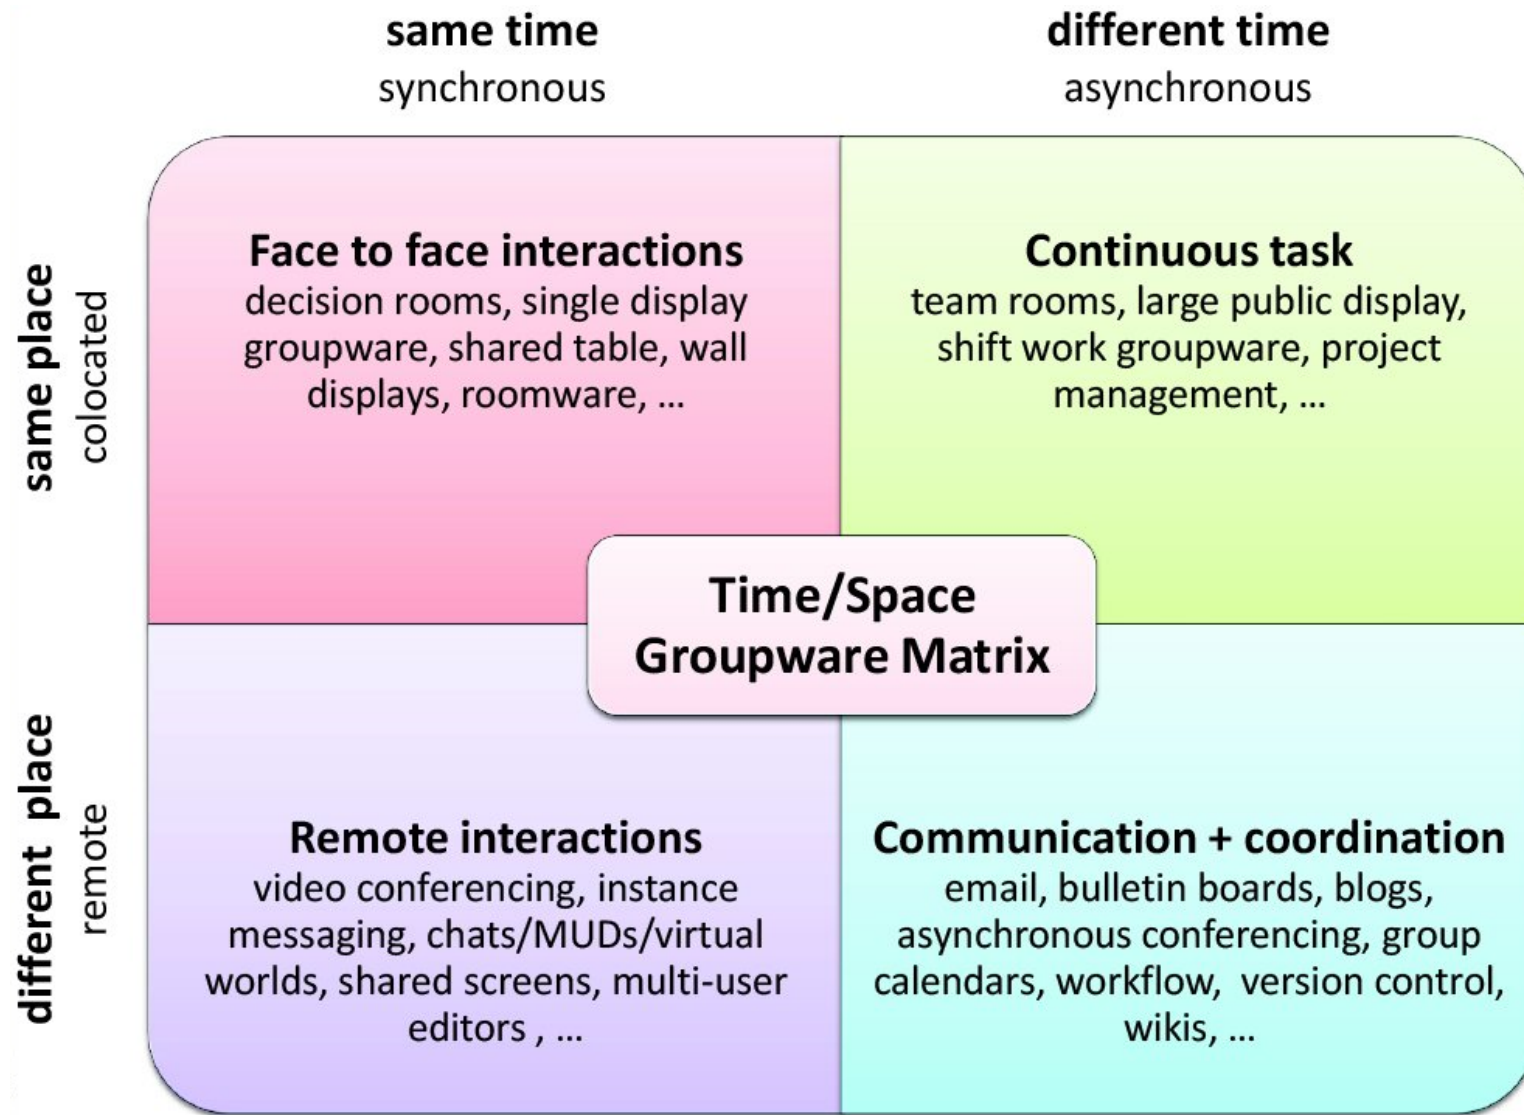 same time
synchronous
different time
asynchronous
same place
colocated
Face to face interactions
decision rooms, single display
groupware, shared table, wall
displays, roomware, ...
Continuous task
team rooms, large public display,
shift work groupware, project
management, ...
Time/Space
Groupware Matrix
different place
remote
Remote interactions
video conferencing, instance
messaging, chats/MUDs/virtual
worlds, shared screens, multi-user
editors , ...
Communication + coordination
email, bulletin boards, blogs,
asynchronous conferencing, group
calendars, workflow, version control,
wikis, ...